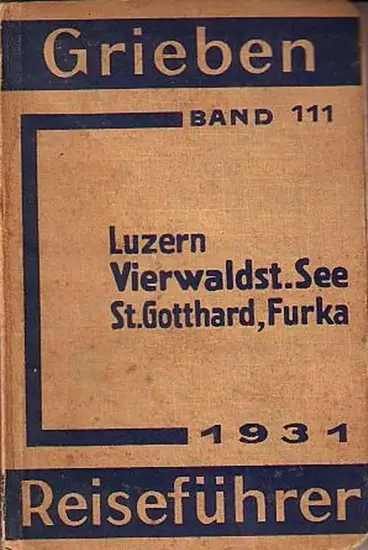 Grieben
BAND 111
Luzern
Vierwaldst.See
St.Gotthard,Furka
1931
Reiseführer